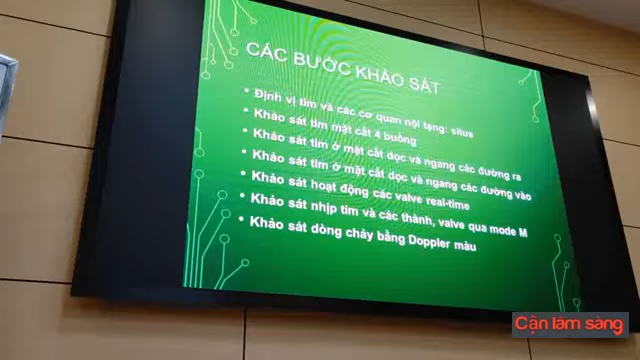 CÁC BƯỚC KHẢO SÁT
• Định vị tim và các cơ quan nội tạng: situs
• Khảo sát tim mặt cắt 4 buồng
• Khảo sát tim ở mặt cắt dọc và ngang các đường ra
• Khảo sát tim ở mặt cắt dọc và ngang các đường vào
• Khảo sát hoạt động các valve real-time
• Khảo sát nhịp tim và các thành, valve qua mode M
• Khảo sát dòng chảy bằng Doppler màu
Cận lâm sàng